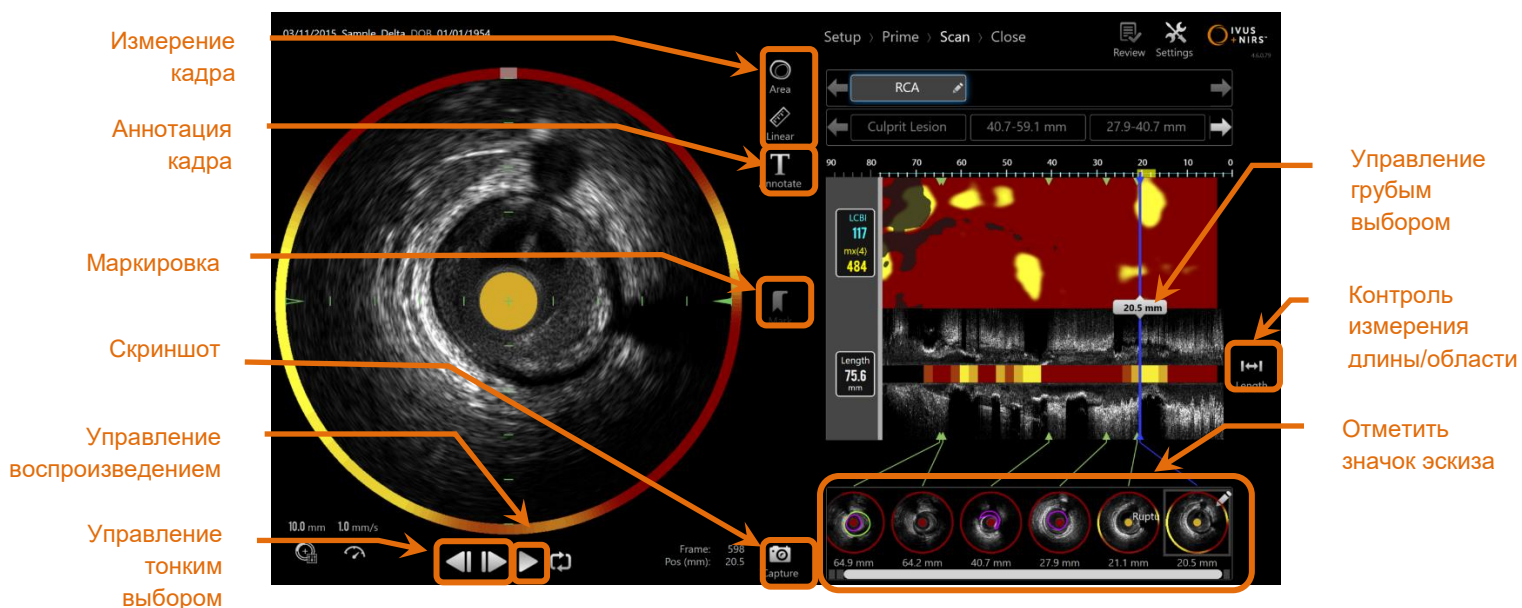 Измерение
кадра
Аннотация
кадра
Маркировка
Скриншот
Управление
воспроизведением
Управление
тонким
выбором
03/11/2015 Sample, Delta DOB 01/01/1954
Setup › Prime › Scan › Close
Review
Settings
IVUS
+NIRS
4.6.0.79
Area
Linear
T
Annotate
Mark
Capture
RCA
Culprit Lesion
40.7-59.1 mm
27.9-40.7 mm
90 80 70 60 50 40 30 20 10 0
LCBI
117
mx(4)
484
20.5 mm
Length
75.6
mm
Length
10.0 mm 1.0 mm/s
Frame: 598
Pos (mm): 20.5
Ruptu
64.9 mm 64.2 mm 40.7 mm 27.9 mm 21.1 mm 20.5 mm
Управление
грубым
выбором
Контроль
измерения
длины/области
Отметить
значок эскиза